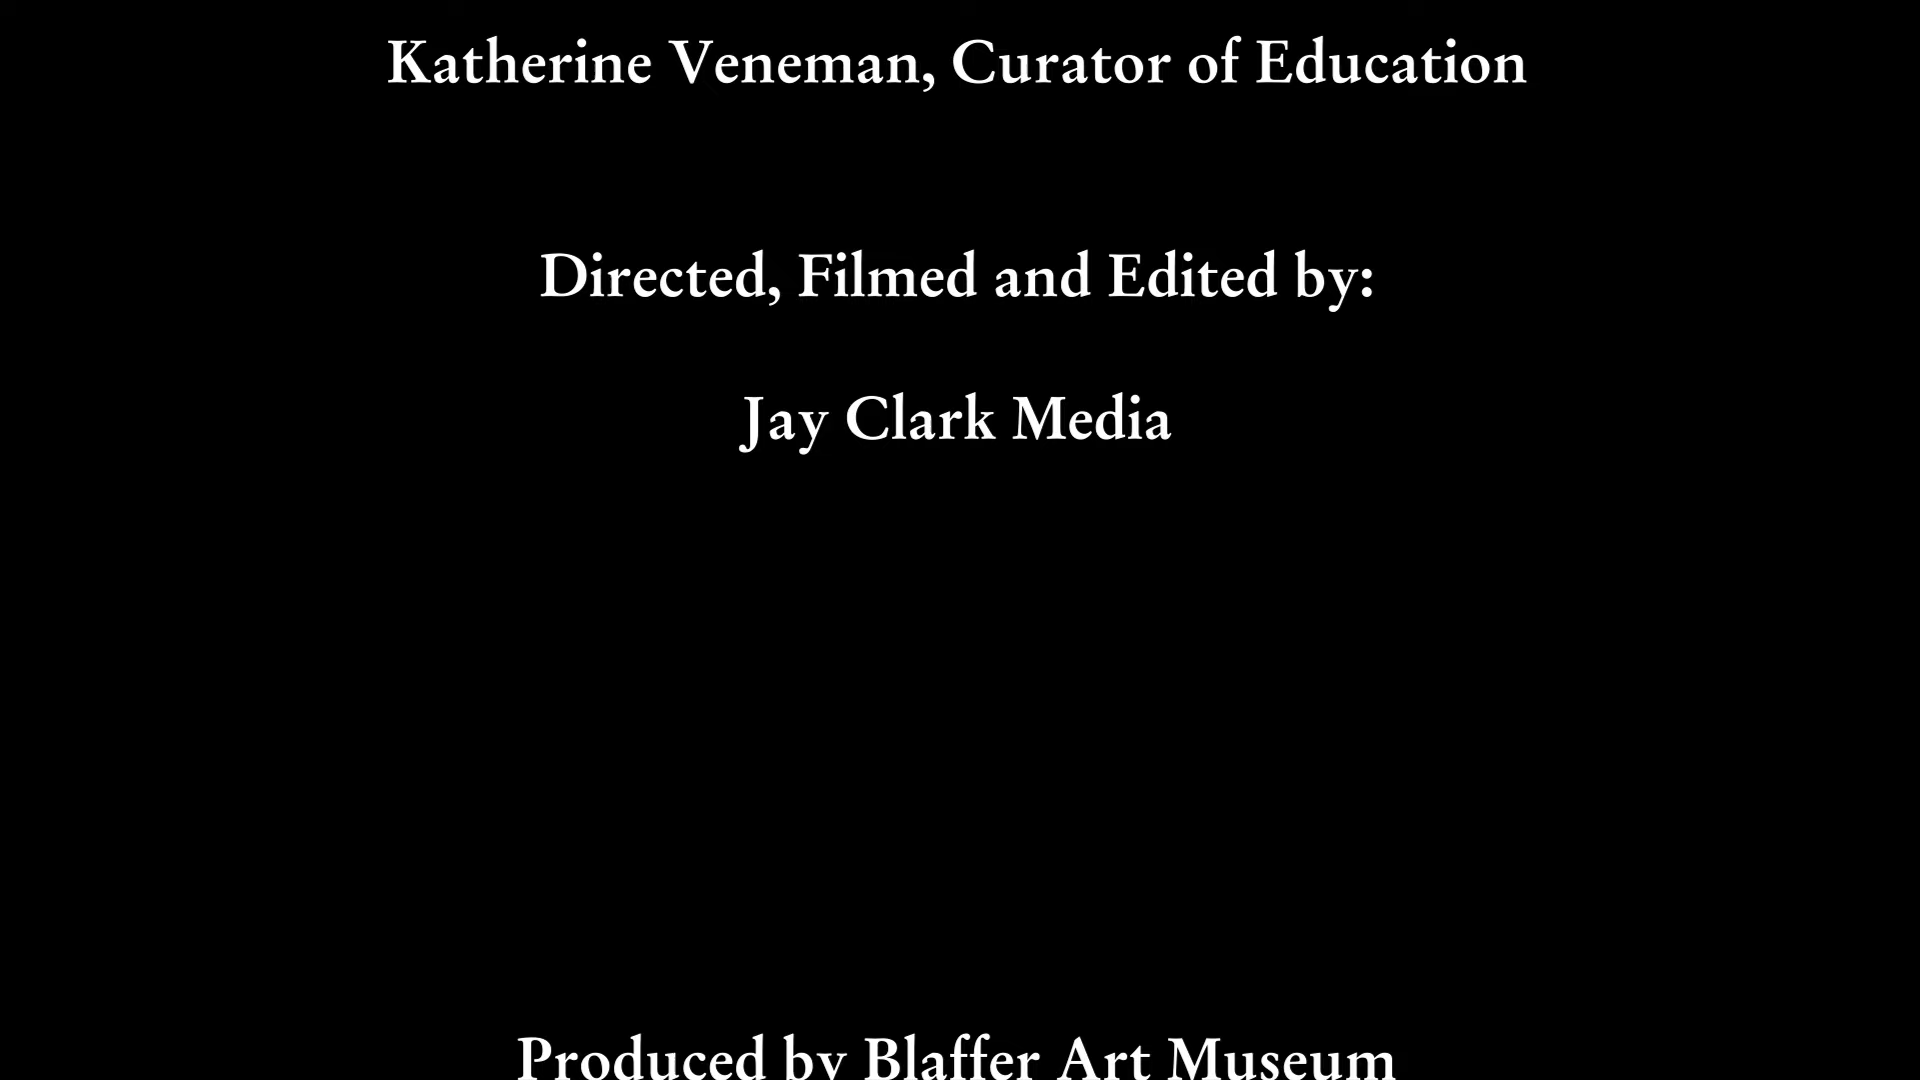 Katherine Veneman, Curator of Education
Directed, Filmed and Edited by:
Jay Clark Media
Produced by Blaffer Art Museum